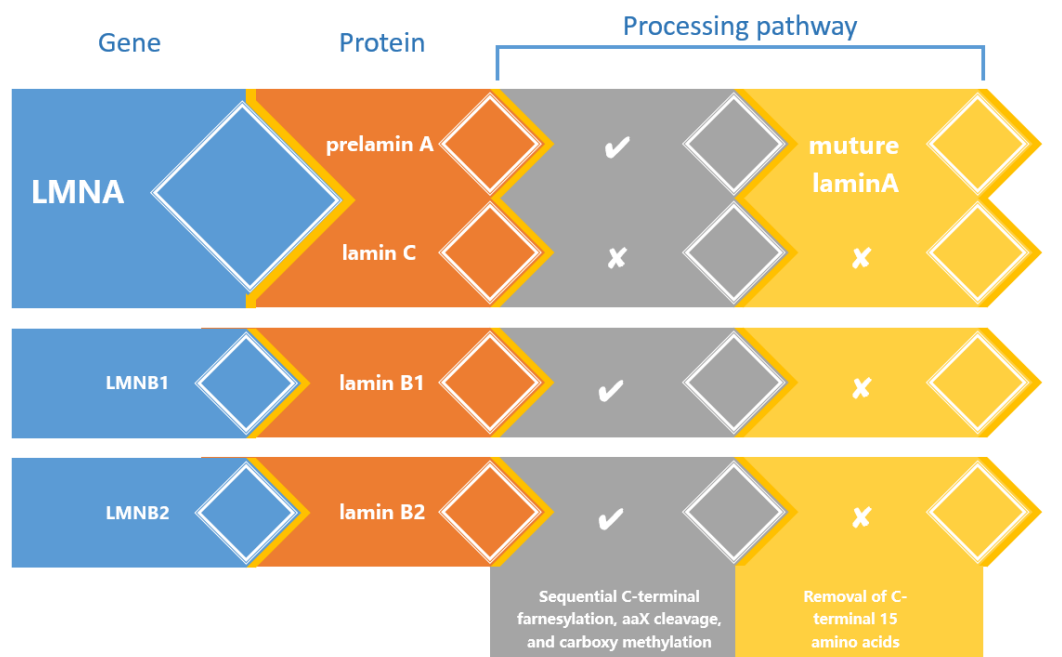 Gene
Protein
Processing pathway
LMNA
prelamin A
✔
muture
laminA
lamin C
✘
✘
LMNB1
lamin B1
✔
✘
LMNB2
lamin B2
✔
✘
Sequential C-terminal
farnesylation, aaX cleavage,
and carboxy methylation
Removal of C-
terminal 15
amino acids